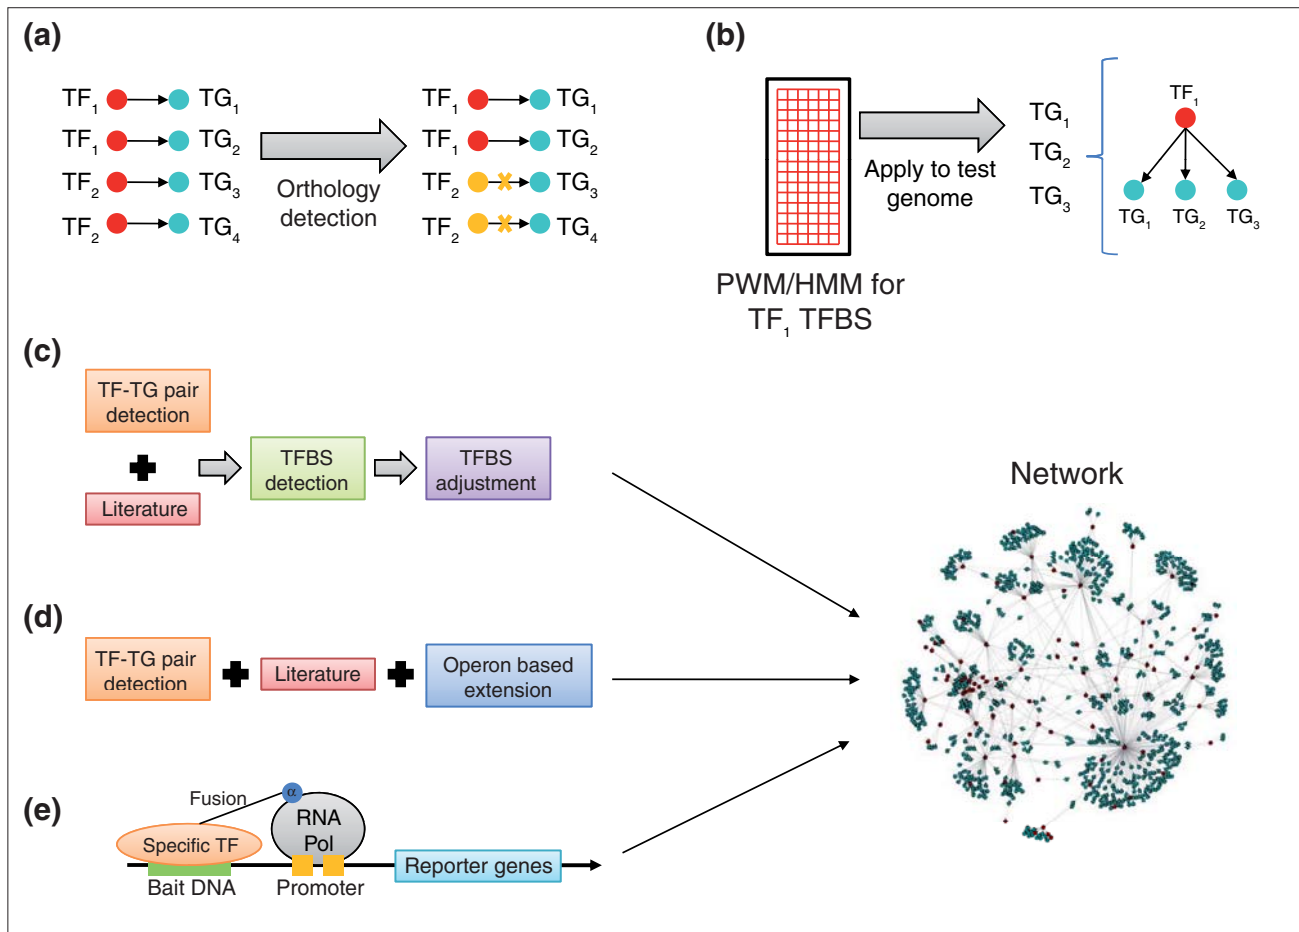 (a)
TF1 TG1 TF1 TG1
TF1 TG2 TF1 TG2
TF2 TG3 TF2 TG3
TF2 TG4 TF2 TG4
Orthology
detection
(b)
TG1
TG2
TG3
TF1
TG1 TG2 TG3
Apply to test
genome
PWM/HMM for
TF1 TFBS
(c)
TF-TG pair
detection
Literature
TFBS
detection
TFBS
adjustment
Network
(d)
TF-TG pair
detection
Literature
Operon based
extension
(e)
Fusion
α
RNA
Pol
Specific TF
Reporter genes
Bait DNA
Promoter